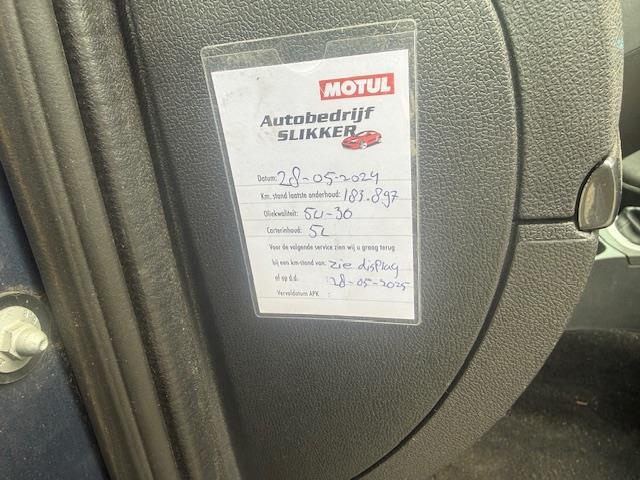 MOTUL
Autobedrijf
SLIKKER
Datum: 28-05-2024
Km. stand laatste onderhoud: 183.897
Oliekwaliteit: 5w-30
Carterinhoud: 5L
Voor de volgende service zien wij u graag terug
bij een km-stand van: zie display
of op d.d. : 28-05-2025
Vervaldatum APK :